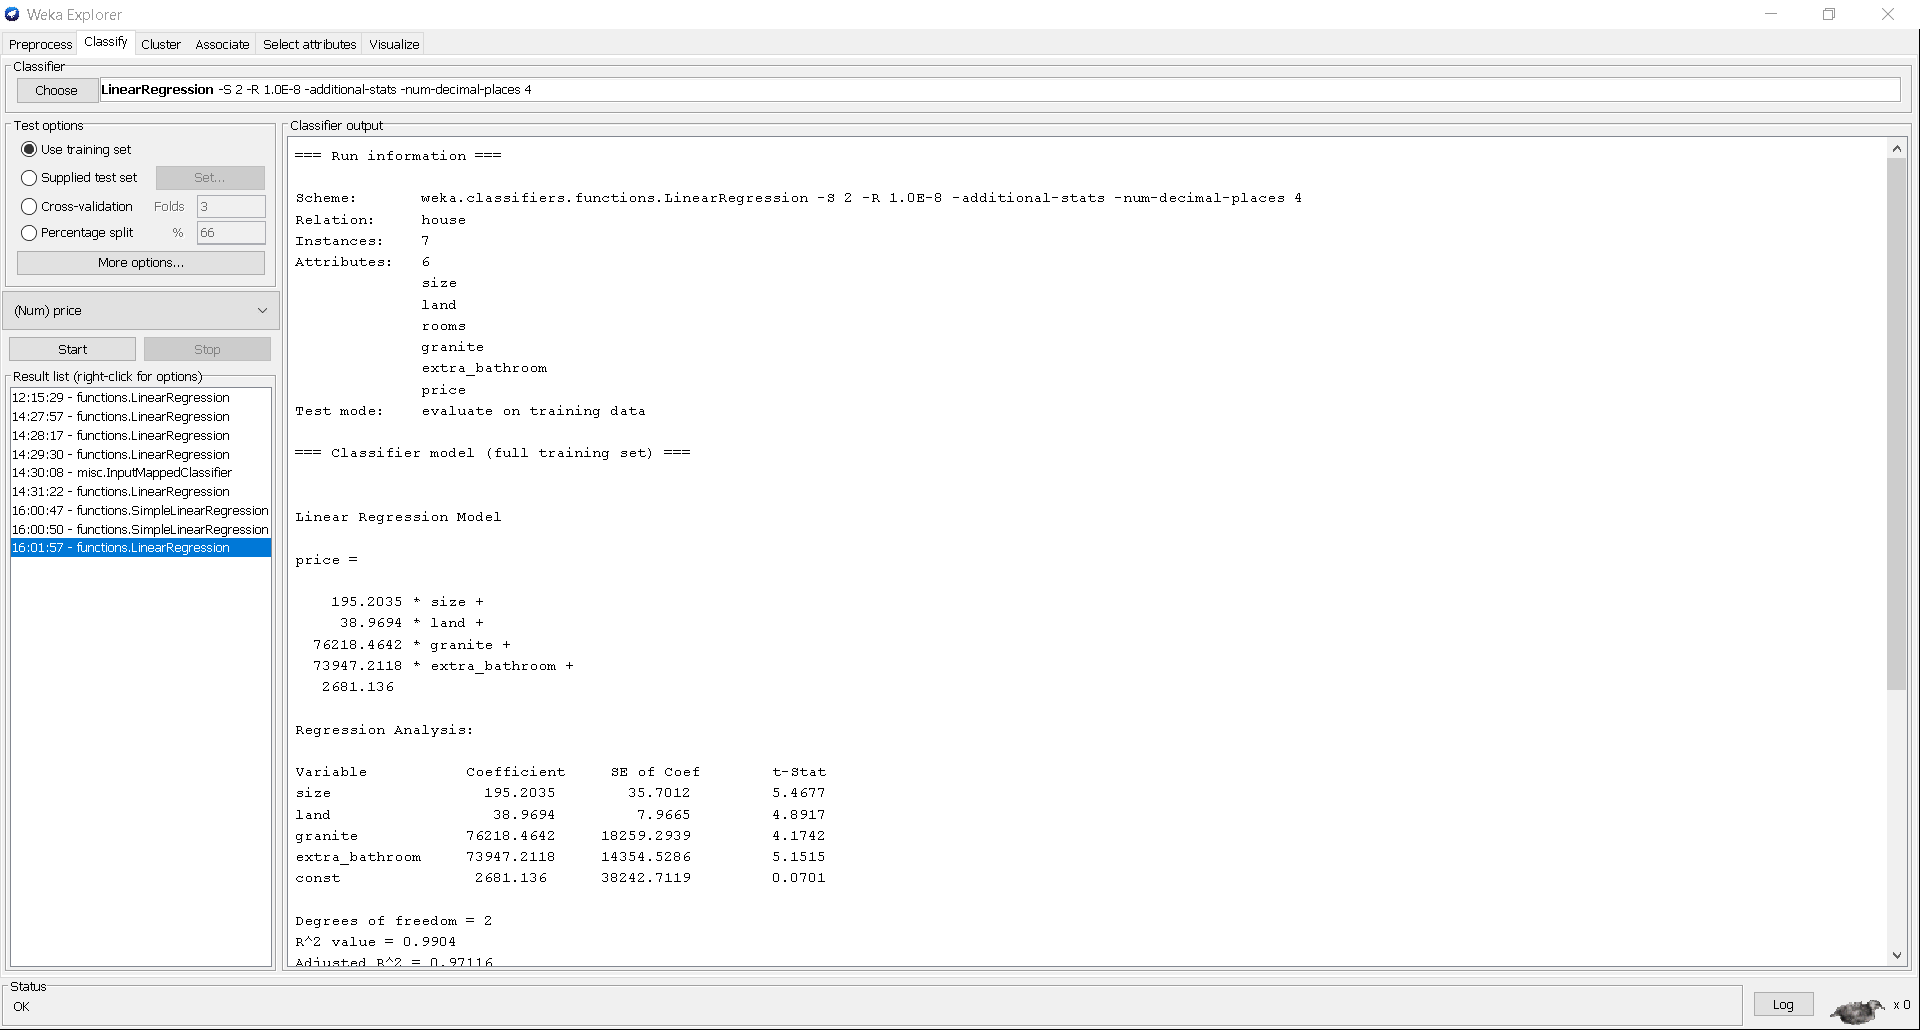 Weka Explorer
Preprocess Classify Cluster Associate Select attributes Visualize
Classifier
Choose LinearRegression -S 2 -R 1.0E-8 -additional-stats -num-decimal-places 4
Test options
Use training set
Supplied test set Set...
Cross-validation Folds 3
Percentage split % 66
More options...
(Num) price
Start Stop
Result list (right-click for options)
12:15:29 - functions.LinearRegression
14:27:57 - functions.LinearRegression
14:28:17 - functions.LinearRegression
14:29:30 - functions.LinearRegression
14:30:08 - misc.InputMappedClassifier
14:31:22 - functions.LinearRegression
16:00:47 - functions.SimpleLinearRegression
16:00:50 - functions.SimpleLinearRegression
16:01:57 - functions.LinearRegression
Classifier output
=== Run information ===
Scheme: weka.classifiers.functions.LinearRegression -S 2 -R 1.0E-8 -additional-stats -num-decimal-places 4
Relation: house
Instances: 7
Attributes: 6
size
land
rooms
granite
extra_bathroom
price
Test mode: evaluate on training data
=== Classifier model (full training set) ===
Linear Regression Model
price =
195.2035 * size +
38.9694 * land +
76218.4642 * granite +
73947.2118 * extra_bathroom +
2681.136
Regression Analysis:
Variable Coefficient SE of Coef t-Stat
size 195.2035 35.7012 5.4677
land 38.9694 7.9665 4.8917
granite 76218.4642 18259.2939 4.1742
extra_bathroom 73947.2118 14354.5286 5.1515
const 2681.136 38242.7119 0.0701
Degrees of freedom = 2
R^2 value = 0.9904
Adjusted R^2 = 0.97116
Status
OK
Log
x 0